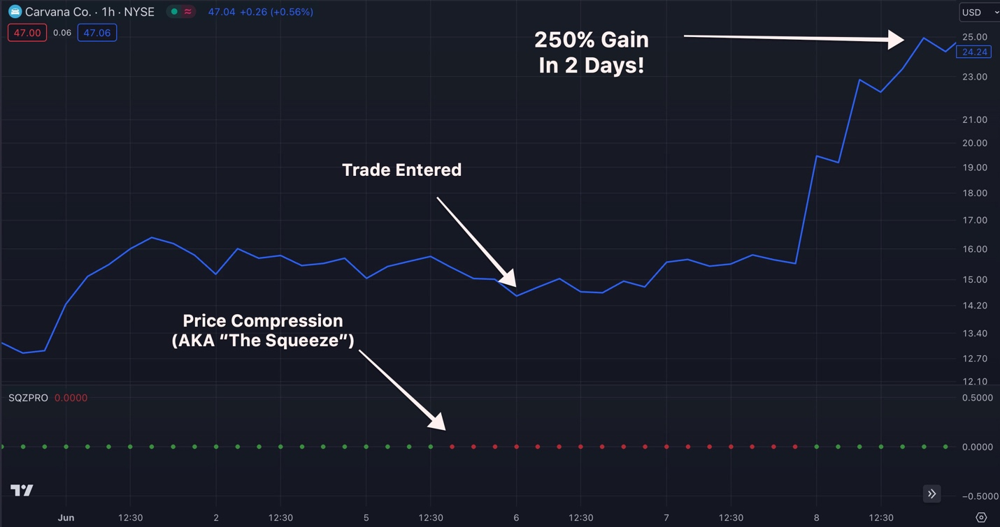 Carvana Co. · 1h · NYSE 47.04 +0.26 (+0.56%)
USD
47.00 0.06 47.06
250% Gain
In 2 Days!
25.00
24.24
23.00
21.00
20.00
19.00
18.00
17.00
16.00
15.00
14.20
13.40
12.70
12.10
Trade Entered
Price Compression
(AKA “The Squeeze”)
SQZPRO 0.0000
0.5000
0.0000
−0.5000
Jun 12:30 2 12:30 5 12:30 6 12:30 7 12:30 8 12:30